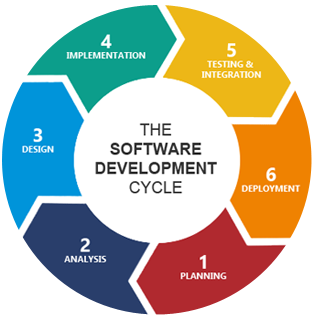 THE
SOFTWARE
DEVELOPMENT
CYCLE
1
PLANNING
2
ANALYSIS
3
DESIGN
4
IMPLEMENTATION
5
TESTING &
INTEGRATION
6
DEPLOYMENT